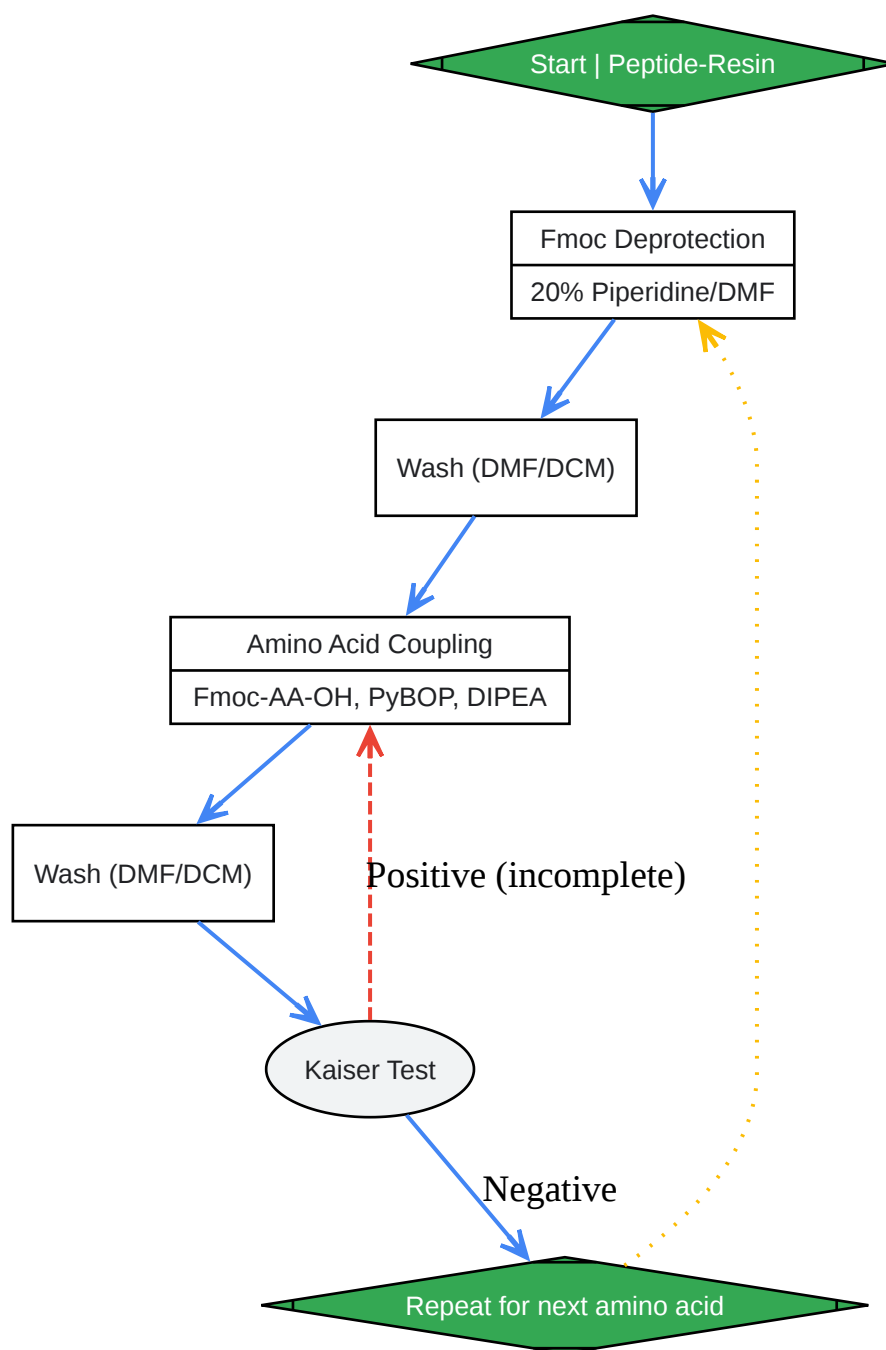 Start | Peptide-Resin
Fmoc Deprotection
20% Piperidine/DMF
Wash (DMF/DCM)
Amino Acid Coupling
Fmoc-AA-OH, PyBOP, DIPEA
Wash (DMF/DCM)
Positive (incomplete)
Kaiser Test
Negative
Repeat for next amino acid